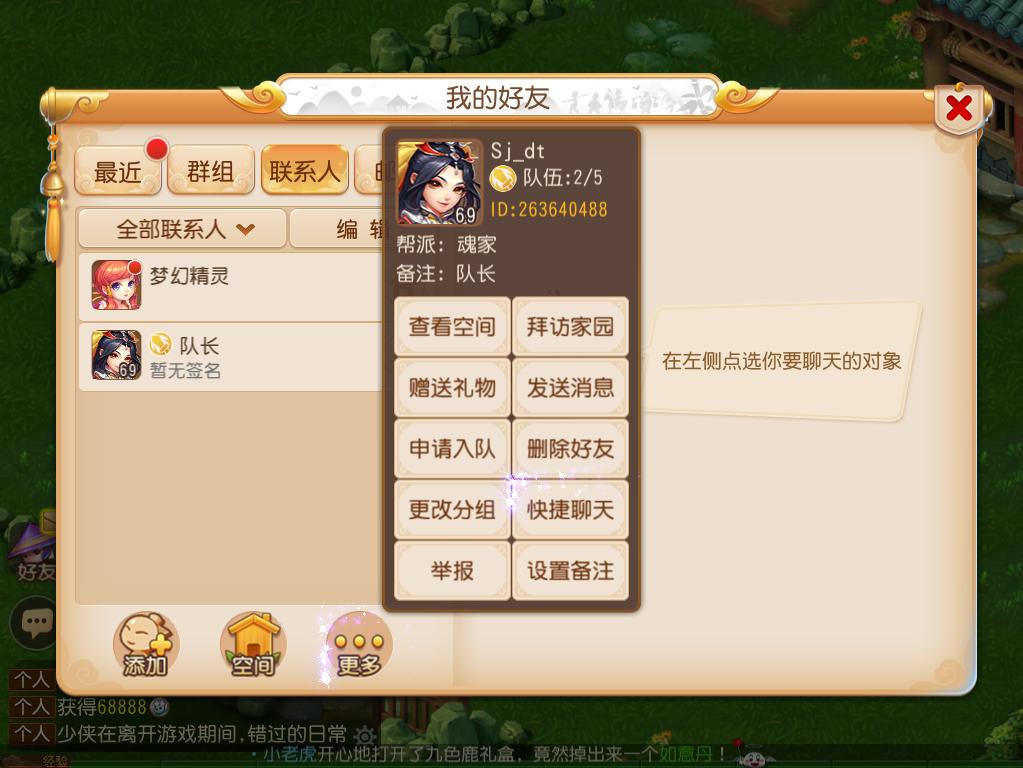 我的好友
最近
群组
联系人
全部联系人
编 辑
梦幻精灵
69
队长
暂无签名
69
Sj_dt
队伍:2/5
ID:263640488
帮派: 魂家
备注: 队长
查看空间
拜访家园
赠送礼物
发送消息
申请入队
删除好友
更改分组
快捷聊天
举报
设置备注
在左侧点选你要聊天的对象
好友
添加
空间
更多
个人
个人 获得68888
个人 少侠在离开游戏期间,错过的日常
·小老虎开心地打开了九色鹿礼盒，竟然掉出来一个如意丹！
经验